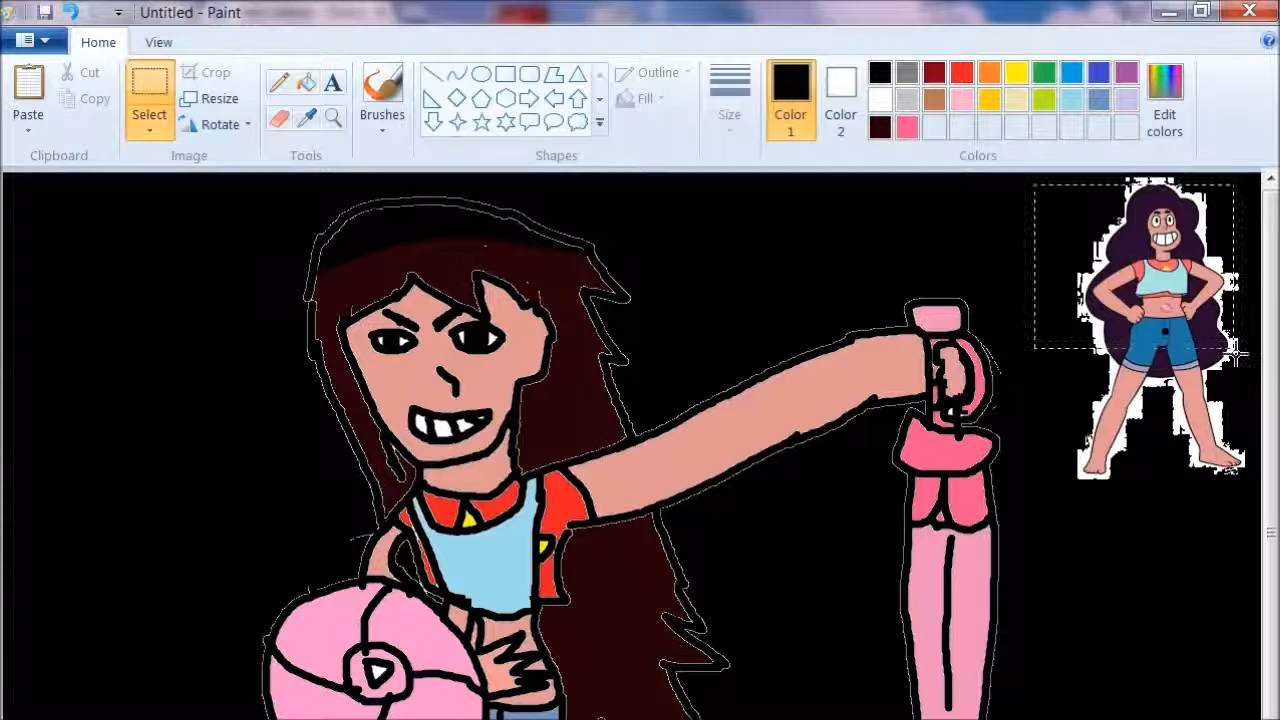 Untitled - Paint
Home View
Paste
Cut
Copy
Clipboard
Select
Crop
Resize
Rotate
Image
A
Tools
Brushes
Shapes
Outline
Fill
Size
Color 1
Color 2
Edit colors
Colors